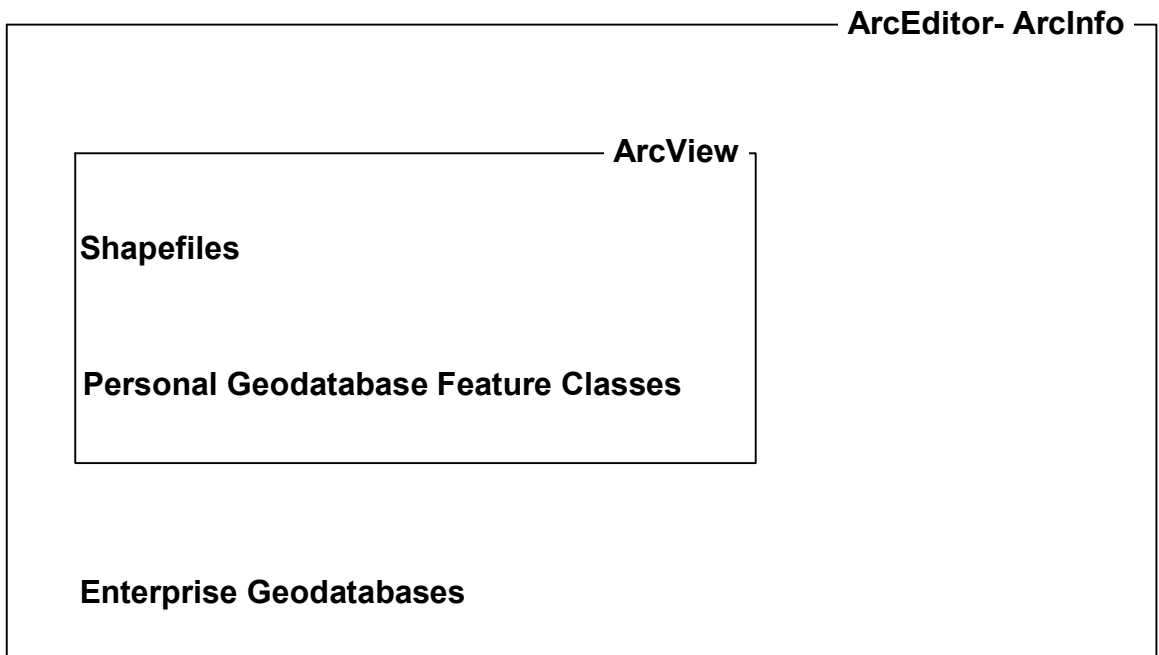 ArcEditor- ArcInfo
ArcView
Shapefiles
Personal Geodatabase Feature Classes
Enterprise Geodatabases